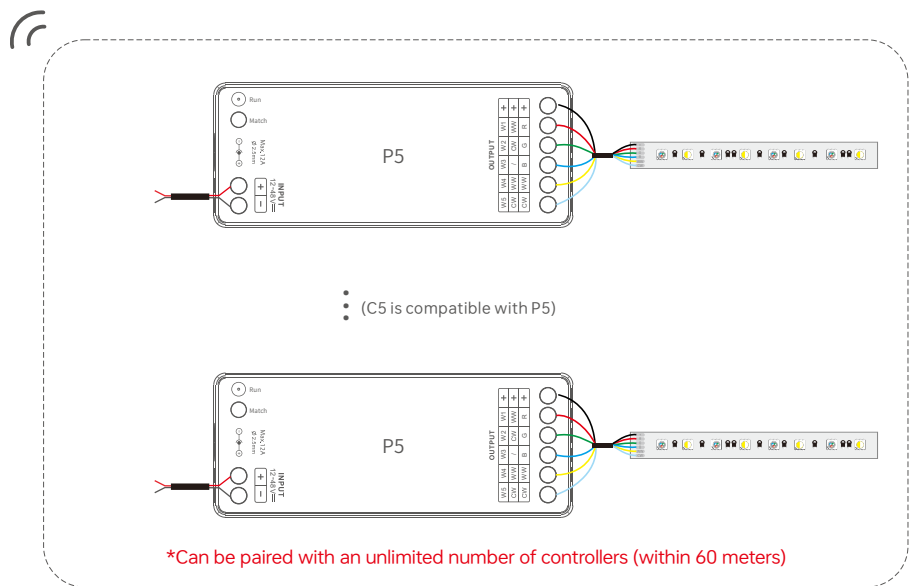 Run
Match
Max,12A
Ø 2.5mm
INPUT
12~48V
+
−
P5
OUTPUT
+ + +
W1 WW R
W2 CW G
W3 / B
W4 WW WW
W5 CW CW
(C5 is compatible with P5)
Run
Match
Max,12A
Ø 2.5mm
INPUT
12~48V
+
−
P5
OUTPUT
+ + +
W1 WW R
W2 CW G
W3 / B
W4 WW WW
W5 CW CW
*Can be paired with an unlimited number of controllers (within 60 meters)